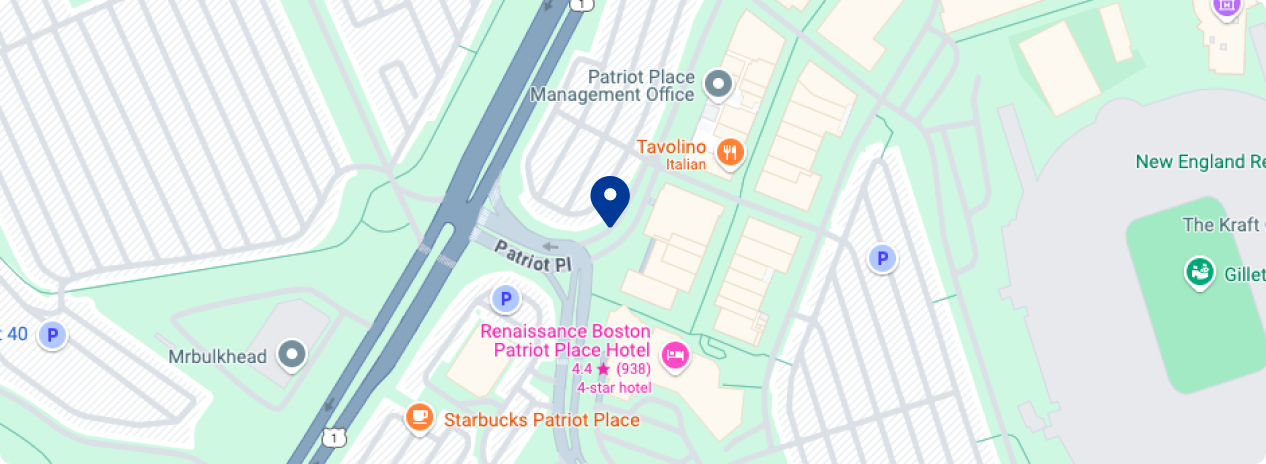 1
Patriot Place
Management Office
Tavolino
Italian
New England Re
The Kraft
Patriot Pl
P
Gillet
P
Renaissance Boston
Patriot Place Hotel
4.4 ★ (938)
4-star hotel
40
P
Mrbulkhead
Starbucks Patriot Place
1